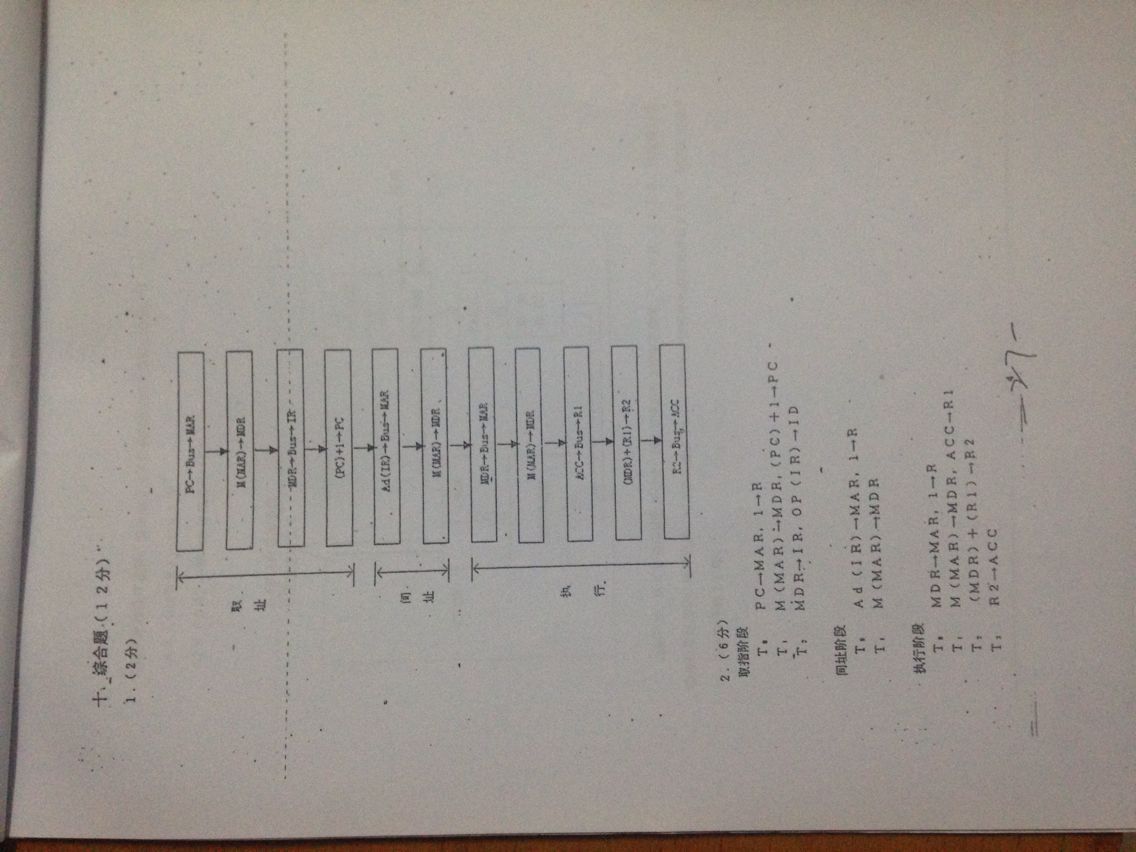 十、综合题(12分)
1.(2分)
取址
PC→Bus→MAR
M(MAR)→MDR
MDR→Bus→IR
(PC)+1→PC
间址
Ad(IR)→Bus→MAR
M(MAR)→MDR
执行
MDR→Bus→MAR
M(MAR)→MDR
ACC→Bus→R1
(MDR)+(R1)→R2
R2→Bus→ACC
2.(6分)
取指阶段
T₀ PC→MAR,1→R
T₁ M(MAR)→MDR,(PC)+1→PC
T₂ MDR→IR,OP(IR)→ID
间址阶段
T₀ Ad(IR)→MAR,1→R
T₁ M(MAR)→MDR
执行阶段
T₀ MDR→MAR,1→R
T₁ M(MAR)→MDR,ACC→R1
T₂ (MDR)+(R1)→R2
T₃ R2→ACC